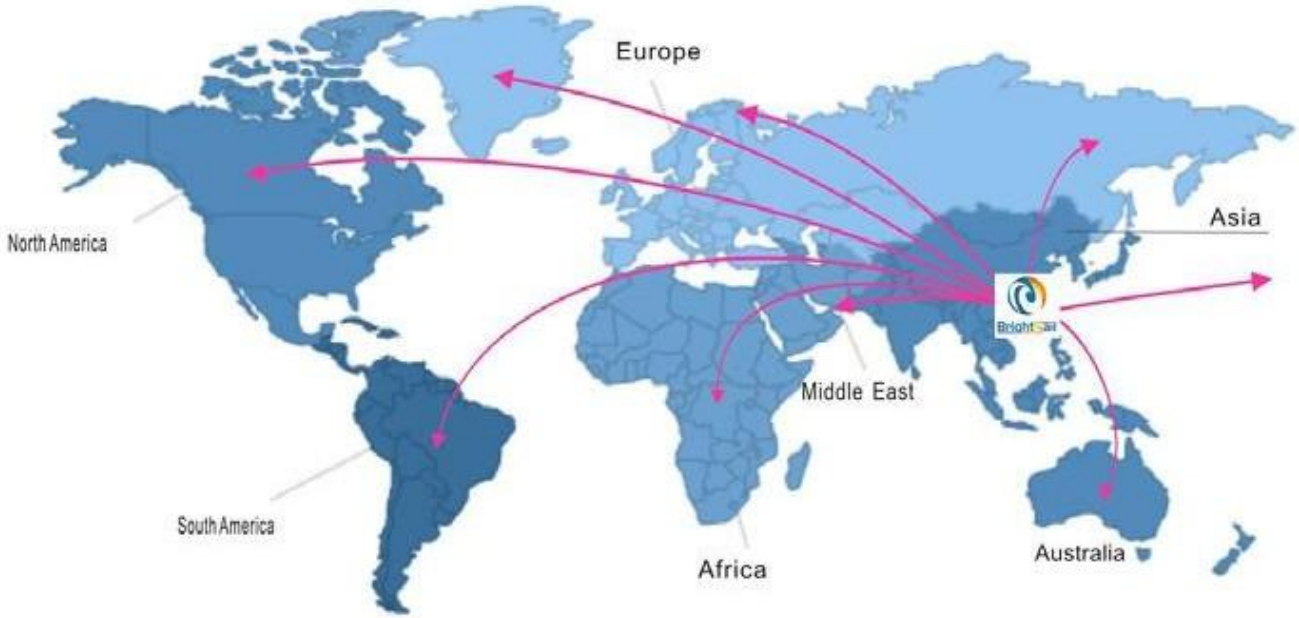 Europe
Asia
North America
BrightSail
Middle East
South America
Australia
Africa